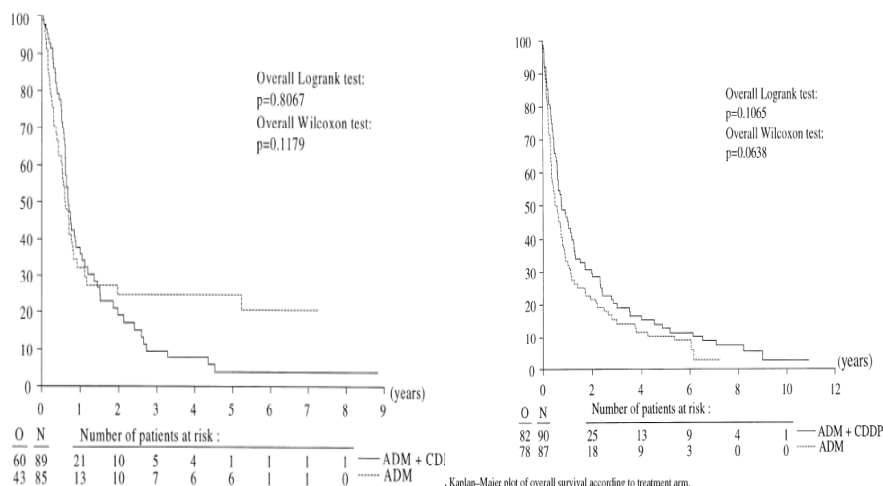 100
90
80
70
60
50
40
30
20
10
0
Overall Logrank test:
p=0.8067
Overall Wilcoxon test:
p=0.1179
0 1 2 3 4 5 6 7 8 9
(years)
O N Number of patients at risk :
60 89 21 10 5 4 1 1 1 1 ADM + CD
43 85 13 10 7 6 6 1 1 0 ADM
100
90
80
70
60
50
40
30
20
10
0
Overall Logrank test:
p=0.1065
Overall Wilcoxon test:
p=0.0638
(years)
0 2 4 6 8 10 12
O N Number of patients at risk :
82 90 25 13 9 4 1 ADM + CDDP
78 87 18 9 3 0 0 ADM
. Kaplan–Maier plot of overall survival according to treatment arm.